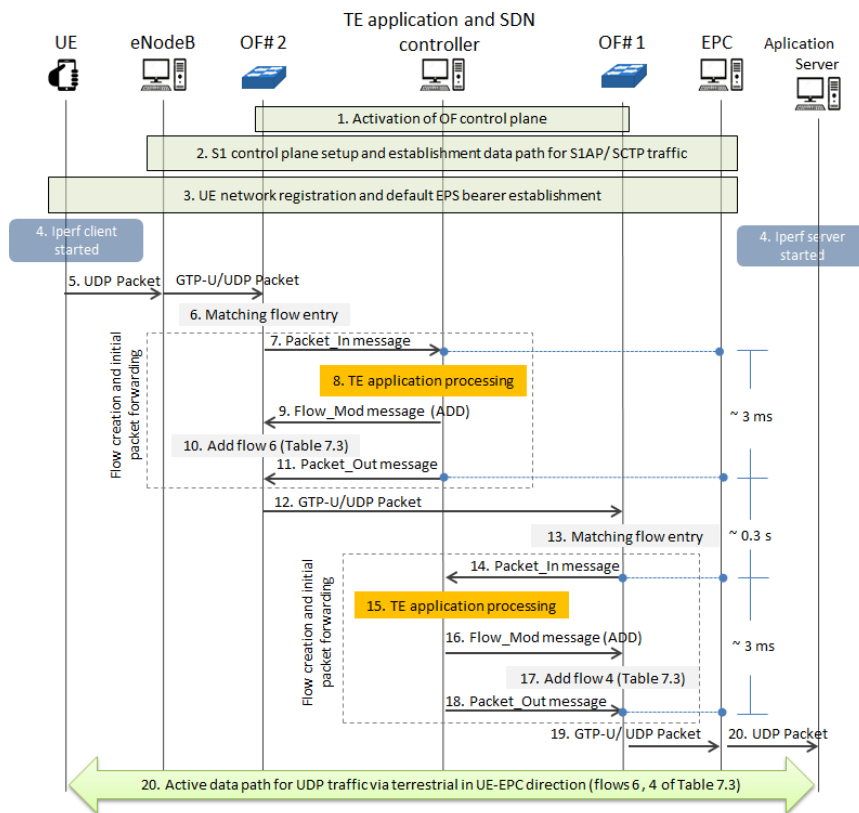 TE application and SDN
controller
UE
eNodeB
OF# 2
OF# 1
EPC
Aplication
Server
1. Activation of OF control plane
2. S1 control plane setup and establishment data path for S1AP/ SCTP traffic
3. UE network registration and default EPS bearer establishment
4. Iperf client
started
4. Iperf server
started
5. UDP Packet
GTP-U/UDP Packet
6. Matching flow entry
Flow creation and initial
packet forwarding
7. Packet_In message
8. TE application processing
9. Flow_Mod message (ADD)
~ 3 ms
10. Add flow 6 (Table 7.3)
11. Packet_Out message
12. GTP-U/UDP Packet
13. Matching flow entry
~ 0.3 s
Flow creation and initial
packet forwarding
14. Packet_In message
15. TE application processing
16. Flow_Mod message (ADD)
~ 3 ms
17. Add flow 4 (Table 7.3)
18. Packet_Out message
19. GTP-U/ UDP Packet
20. UDP Packet
20. Active data path for UDP traffic via terrestrial in UE-EPC direction (flows 6 , 4 of Table 7.3)